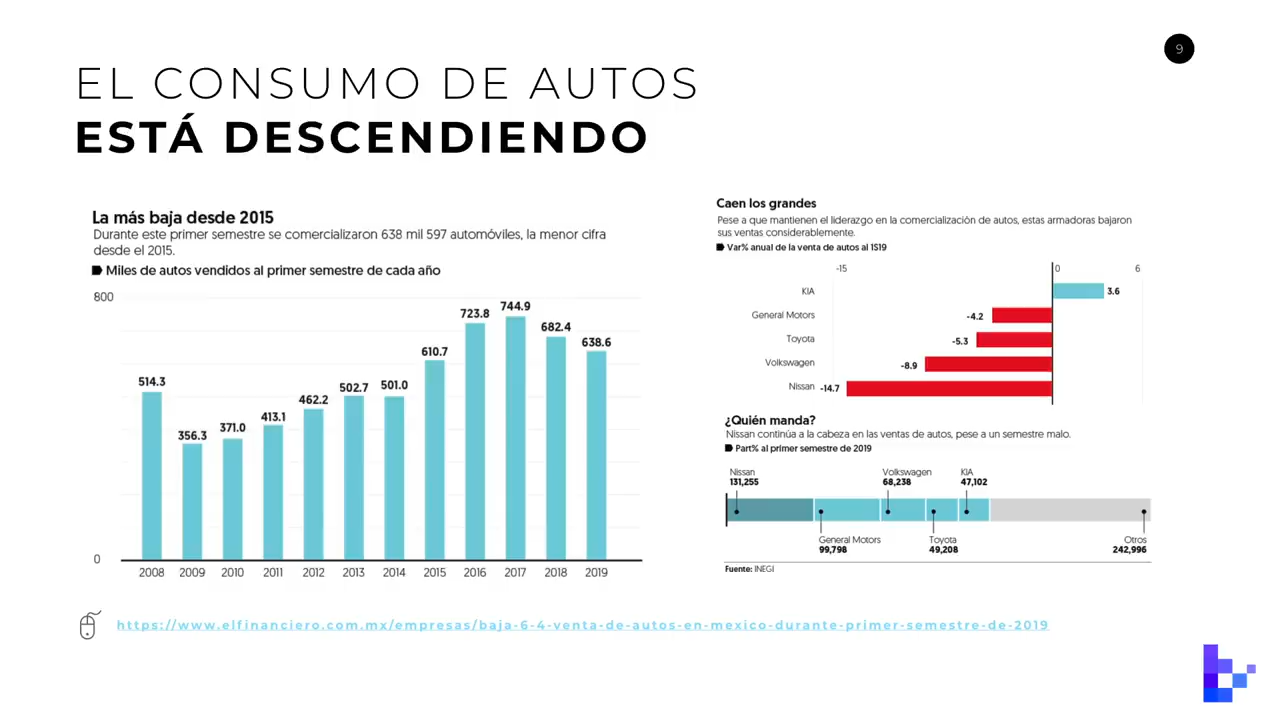 9
EL CONSUMO DE AUTOS
ESTÁ DESCENDIENDO
La más baja desde 2015
Durante este primer semestre se comercializaron 638 mil 597 automóviles, la menor cifra
desde el 2015.
Miles de autos vendidos al primer semestre de cada año
800
514.3
356.3
371.0
413.1
462.2
502.7
501.0
610.7
723.8
744.9
682.4
638.6
0
2008 2009 2010 2011 2012 2013 2014 2015 2016 2017 2018 2019
Caen los grandes
Pese a que mantienen el liderazgo en la comercialización de autos, estas armadoras bajaron
sus ventas considerablemente.
Var% anual de la venta de autos al 1S19
-15 0 6
KIA 3.6
General Motors -4.2
Toyota -5.3
Volkswagen -8.9
Nissan -14.7
¿Quién manda?
Nissan continúa a la cabeza en las ventas de autos, pese a un semestre malo.
Part% al primer semestre de 2019
Nissan Volkswagen KIA
131,255 68,238 47,102
General Motors Toyota Otros
99,798 49,208 242,996
Fuente: INEGI
https://www.elfinanciero.com.mx/empresas/baja-6-4-venta-de-autos-en-mexico-durante-primer-semestre-de-2019